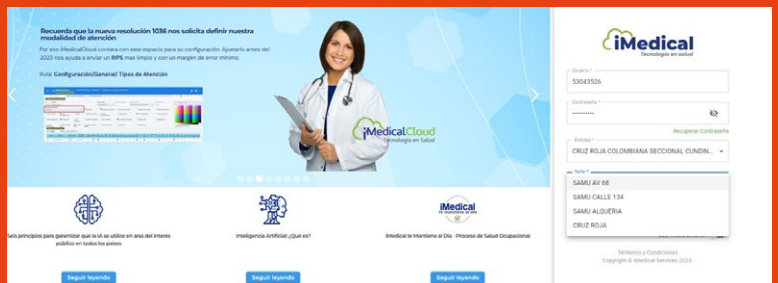 Recuerda que la nueva resolución 1036 nos solicita definir nuestra
modalidad de atención
Por eso iMedicalCloud contara con este espacio para su configuración. Ajustarlo antes del
2023 nos ayuda a enviar un RIPS mas limpio y con un margen de error mínimo.
Ruta: Configuración/General/ Tipos de Atención
iMedicalCloud
Tecnología en Salud
Seis principios para garantizar que la IA se utilice en aras del interés
público en todos los países
Seguir leyendo
Inteligencia Artificial: ¿Que es?
Seguir leyendo
iMedical
Te mantiene al día
iMedical te Mantiene al Día - Proceso de Salud Ocupacional
Seguir leyendo
iMedical
Tecnología en salud
Usuario *
53043526
Contraseña *
Recuperar Contraseña
Entidad *
CRUZ ROJA COLOMBIANA SECCIONAL CUNDIN...
Sede *
SAMU AV 68
SAMU CALLE 134
SAMU ALQUERIA
CRUZ ROJA
Términos y Condiciones
Copyright © iMedical Services 2023.